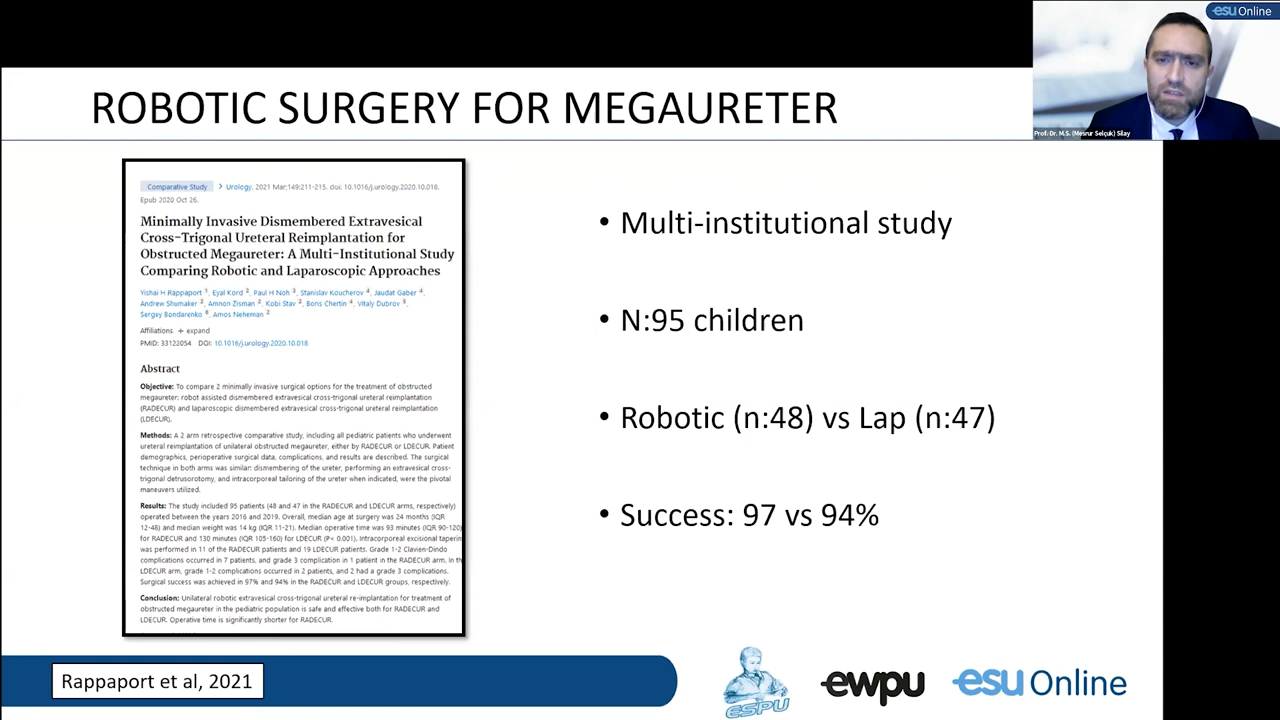 esu Online
Prof. Dr. M.S. (Mesrur Selçuk) Silay
ROBOTIC SURGERY FOR MEGAURETER
Comparative Study > Urology. 2021 Mar;149:211-215. doi: 10.1016/j.urology.2020.10.018.
Epub 2020 Oct 26.
Minimally Invasive Dismembered Extravesical
Cross-Trigonal Ureteral Reimplantation for
Obstructed Megaureter: A Multi-Institutional Study
Comparing Robotic and Laparoscopic Approaches
Yishai H Rappaport 1, Eyal Kord 2, Paul H Noh 3, Stanislav Koucherov 4, Jaudat Gaber 4,
Andrew Shumaker 2, Amnon Zisman 2, Kobi Stav 2, Boris Chertin 4, Vitaly Dubrov 5,
Sergey Bondarenko 6, Amos Neheman 2
Affiliations + expand
PMID: 33122054 DOI: 10.1016/j.urology.2020.10.018
Abstract
Objective: To compare 2 minimally invasive surgical options for the treatment of obstructed
megaureter: robot assisted dismembered extravesical cross-trigonal ureteral reimplantation
(RADECUR) and laparoscopic dismembered extravesical cross-trigonal ureteral reimplantation
(LDECUR).
Methods: A 2 arm retrospective comparative study, including all pediatric patients who underwent
ureteral reimplantation of unilateral obstructed megaureter, either by RADECUR or LDECUR. Patient
demographics, perioperative surgical data, complications, and results are described. The surgical
technique in both arms was similar: dismembering of the ureter, performing an extravesical cross-
trigonal detrusorotomy, and intracorporeal tailoring of the ureter when indicated, were the pivotal
maneuvers utilized.
Results: The study included 95 patients (48 and 47 in the RADECUR and LDECUR arms, respectively)
operated between the years 2016 and 2019. Overall, median age at surgery was 24 months (IQR
12-48) and median weight was 14 kg (IQR 11-21). Median operative time was 93 minutes (IQR 90-120)
for RADECUR and 130 minutes (IQR 105-160) for LDECUR (P< 0.001). Intracorporeal excisional taperin
was performed in 11 of the RADECUR patients and 19 LDECUR patients. Grade 1-2 Clavien-Dindo
complications occurred in 7 patients, and grade 3 complication in 1 patient in the RADECUR arm. In th
LDECUR arm, grade 1-2 complications occurred in 2 patients, and 2 had a grade 3 complications.
Surgical success was achieved in 97% and 94% in the RADECUR and LDECUR groups, respectively.
Conclusion: Unilateral robotic extravesical cross-trigonal ureteral re-implantation for treatment of
obstructed megaureter in the pediatric population is safe and effective both for RADECUR and
LDECUR. Operative time is significantly shorter for RADECUR.
• Multi-institutional study
• N:95 children
• Robotic (n:48) vs Lap (n:47)
• Success: 97 vs 94%
Rappaport et al, 2021
ESPU
ewpu
esu Online